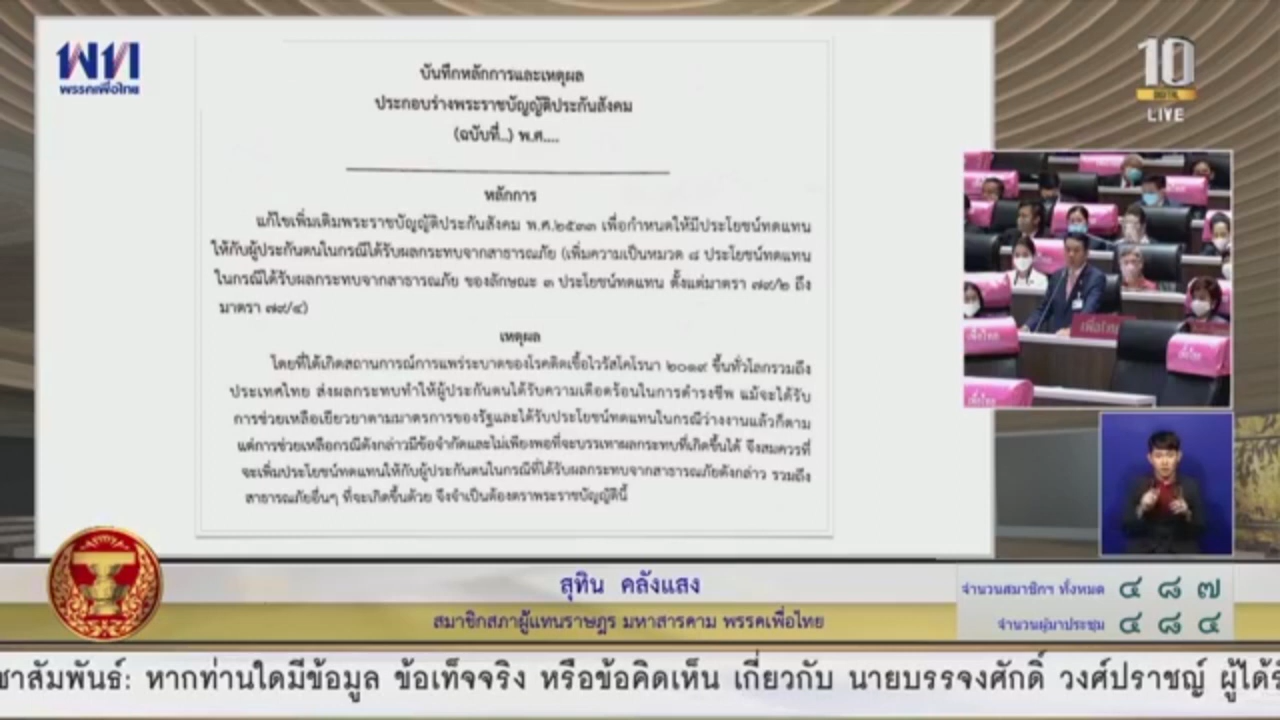 พท
พรรคเพื่อไทย
10
DIGITAL
LIVE
บันทึกหลักการและเหตุผล
ประกอบร่างพระราชบัญญัติประกันสังคม
(ฉบับที่..) พ.ศ....
หลักการ
แก้ไขเพิ่มเติมพระราชบัญญัติประกันสังคม พ.ศ.๒๕๓๓ เพื่อกำหนดให้มีประโยชน์ทดแทน
ให้กับผู้ประกันตนในกรณีได้รับผลกระทบจากสาธารณภัย (เพิ่มความเป็นหมวด ๘ ประโยชน์ทดแทน
ในกรณีได้รับผลกระทบจากสาธารณภัย ของลักษณะ ๓ ประโยชน์ทดแทน ตั้งแต่มาตรา ๗๙/๒ ถึง
มาตรา ๗๙/๔)
เหตุผล
โดยที่ได้เกิดสถานการณ์การแพร่ระบาดของโรคติดเชื้อไวรัสโคโรนา ๒๐๑๙ ขึ้นทั่วโลกรวมถึง
ประเทศไทย ส่งผลกระทบทำให้ผู้ประกันตนได้รับความเดือดร้อนในการดำรงชีพ แม้จะได้รับ
การช่วยเหลือเยียวยาตามมาตรการของรัฐและได้รับประโยชน์ทดแทนในกรณีว่างงานแล้วก็ตาม
แต่การช่วยเหลือกรณีดังกล่าวมีข้อจำกัดและไม่เพียงพอที่จะบรรเทาผลกระทบที่เกิดขึ้นได้ จึงสมควรที่
จะเพิ่มประโยชน์ทดแทนให้กับผู้ประกันตนในกรณีที่ได้รับผลกระทบจากสาธารณภัยดังกล่าว รวมถึง
สาธารณภัยอื่นๆ ที่จะเกิดขึ้นด้วย จึงจำเป็นต้องตราพระราชบัญญัตินี้
เพื่อไทย
เพื่อไทย
เพื่อไทย
เพื่อไทย
สุทิน คลังแสง
สมาชิกสภาผู้แทนราษฎร มหาสารคาม พรรคเพื่อไทย
จำนวนสมาชิกฯ ทั้งหมด ๔ ๘ ๗
จำนวนผู้มาประชุม ๔ ๘ ๔
ชาสัมพันธ์: หากท่านใดมีข้อมูล ข้อเท็จจริง หรือข้อคิดเห็น เกี่ยวกับ นายบรรจงศักดิ์ วงศ์ปราชญ์ ผู้ได้รั